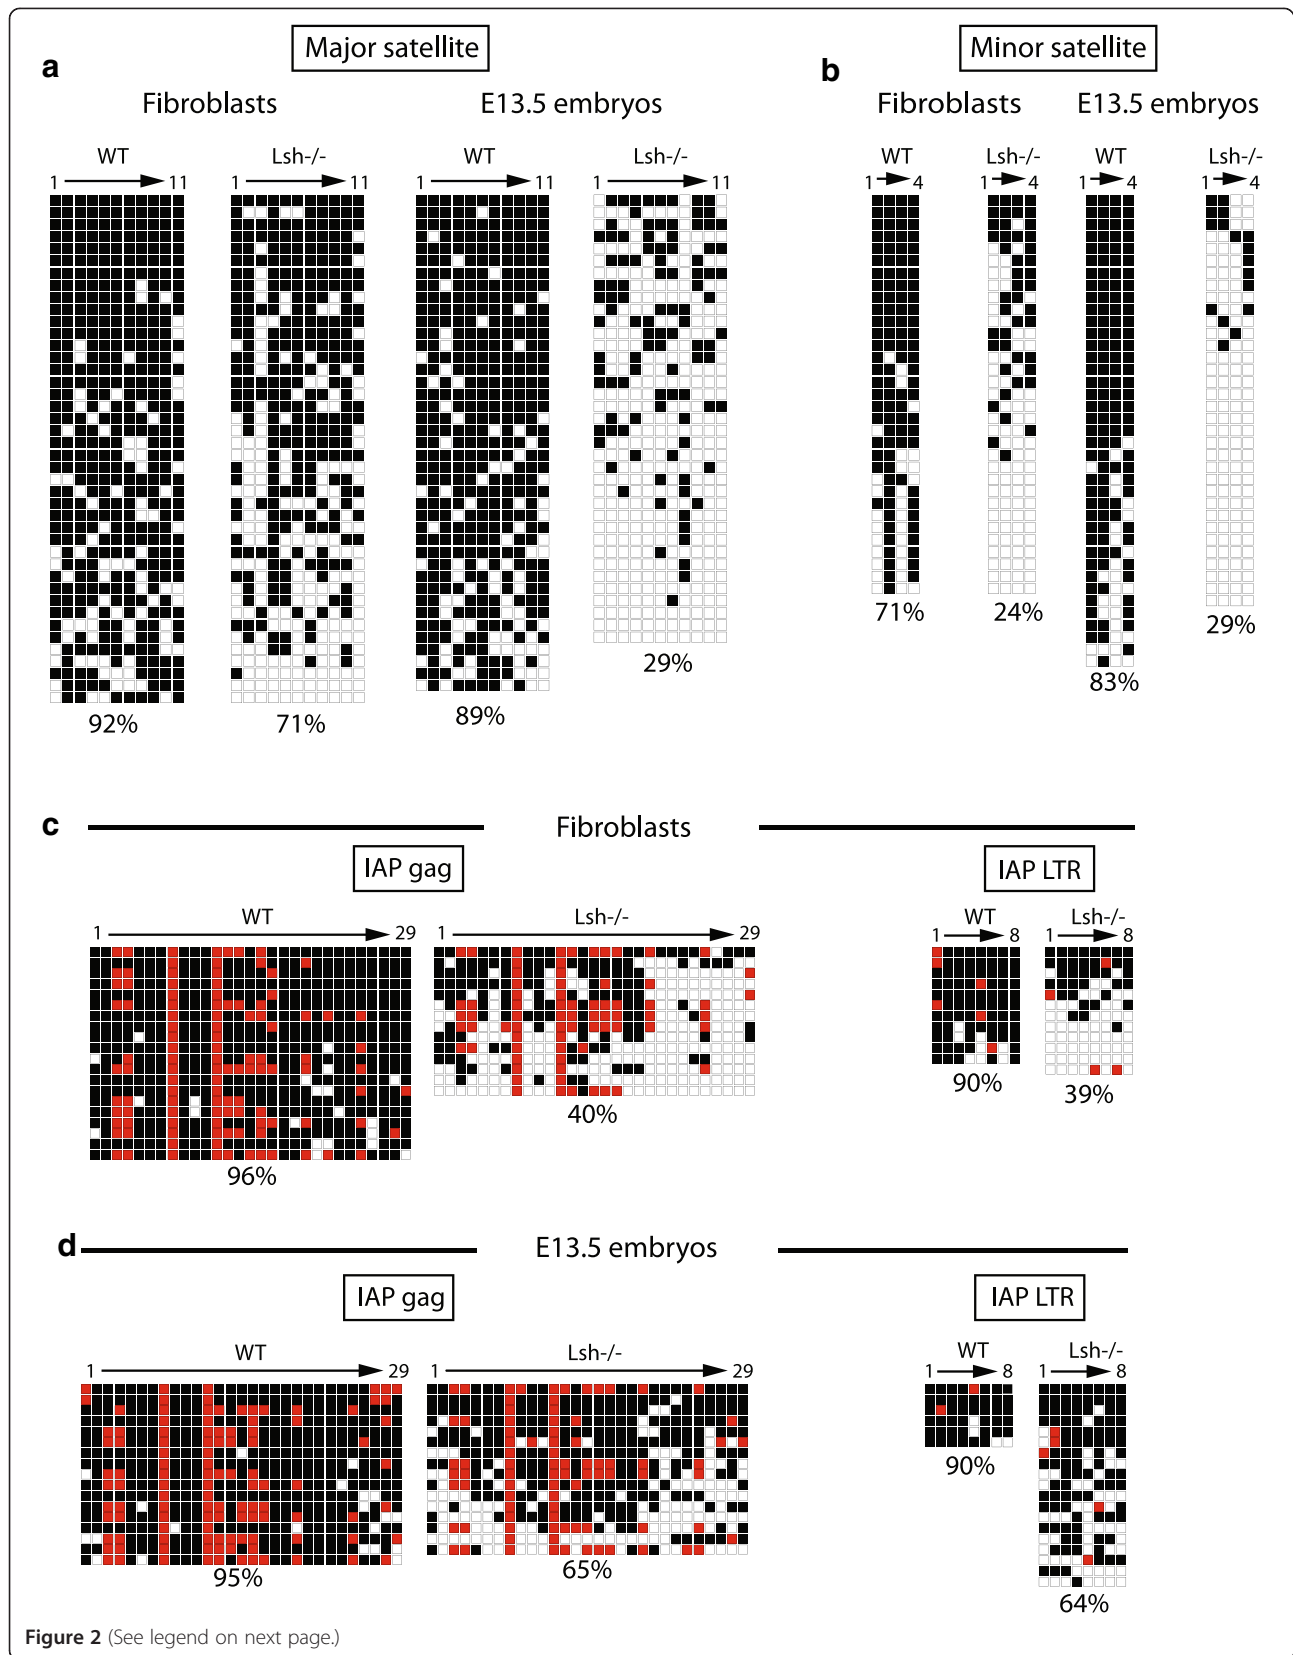 a
Major satellite
b
Minor satellite
Fibroblasts
E13.5 embryos
Fibroblasts
E13.5 embryos
WT
Lsh-/-
WT
Lsh-/-
WT
Lsh-/-
WT
Lsh-/-
1 11
1 11
1 11
1 11
1 4
1 4
1 4
1 4
92%
71%
89%
29%
71%
24%
83%
29%
c
Fibroblasts
IAP gag
IAP LTR
WT
Lsh-/-
WT
Lsh-/-
1 29
1 29
1 8
1 8
96%
40%
90%
39%
d
E13.5 embryos
IAP gag
IAP LTR
WT
Lsh-/-
WT
Lsh-/-
1 29
1 29
1 8
1 8
95%
65%
90%
64%
Figure 2 (See legend on next page.)